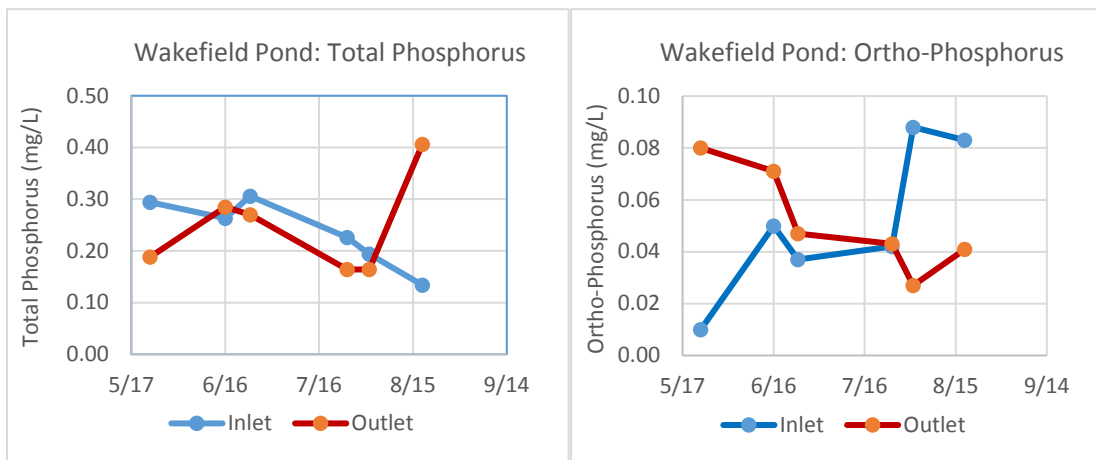 Wakefield Pond: Total Phosphorus
Total Phosphorus (mg/L)
0.50
0.40
0.30
0.20
0.10
0.00
5/17 6/16 7/16 8/15 9/14
Inlet Outlet
Wakefield Pond: Ortho-Phosphorus
Ortho-Phosphorus (mg/L)
0.10
0.08
0.06
0.04
0.02
0.00
5/17 6/16 7/16 8/15 9/14
Inlet Outlet